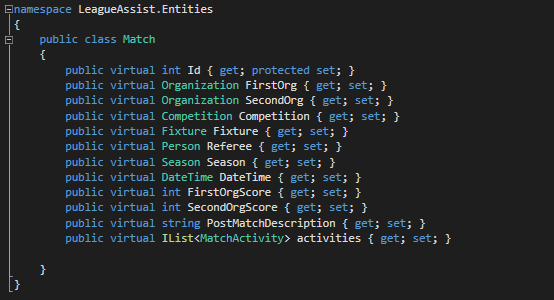 namespace LeagueAssist.Entities
{
    public class Match
    {
        public virtual int Id { get; protected set; }
        public virtual Organization FirstOrg { get; set; }
        public virtual Organization SecondOrg { get; set; }
        public virtual Competition Competition { get; set; }
        public virtual Fixture Fixture { get; set; }
        public virtual Person Referee { get; set; }
        public virtual Season Season { get; set; }
        public virtual DateTime DateTime { get; set; }
        public virtual int FirstOrgScore { get; set; }
        public virtual int SecondOrgScore { get; set; }
        public virtual string PostMatchDescription { get; set; }
        public virtual IList<MatchActivity> activities { get; set; }
    }
}